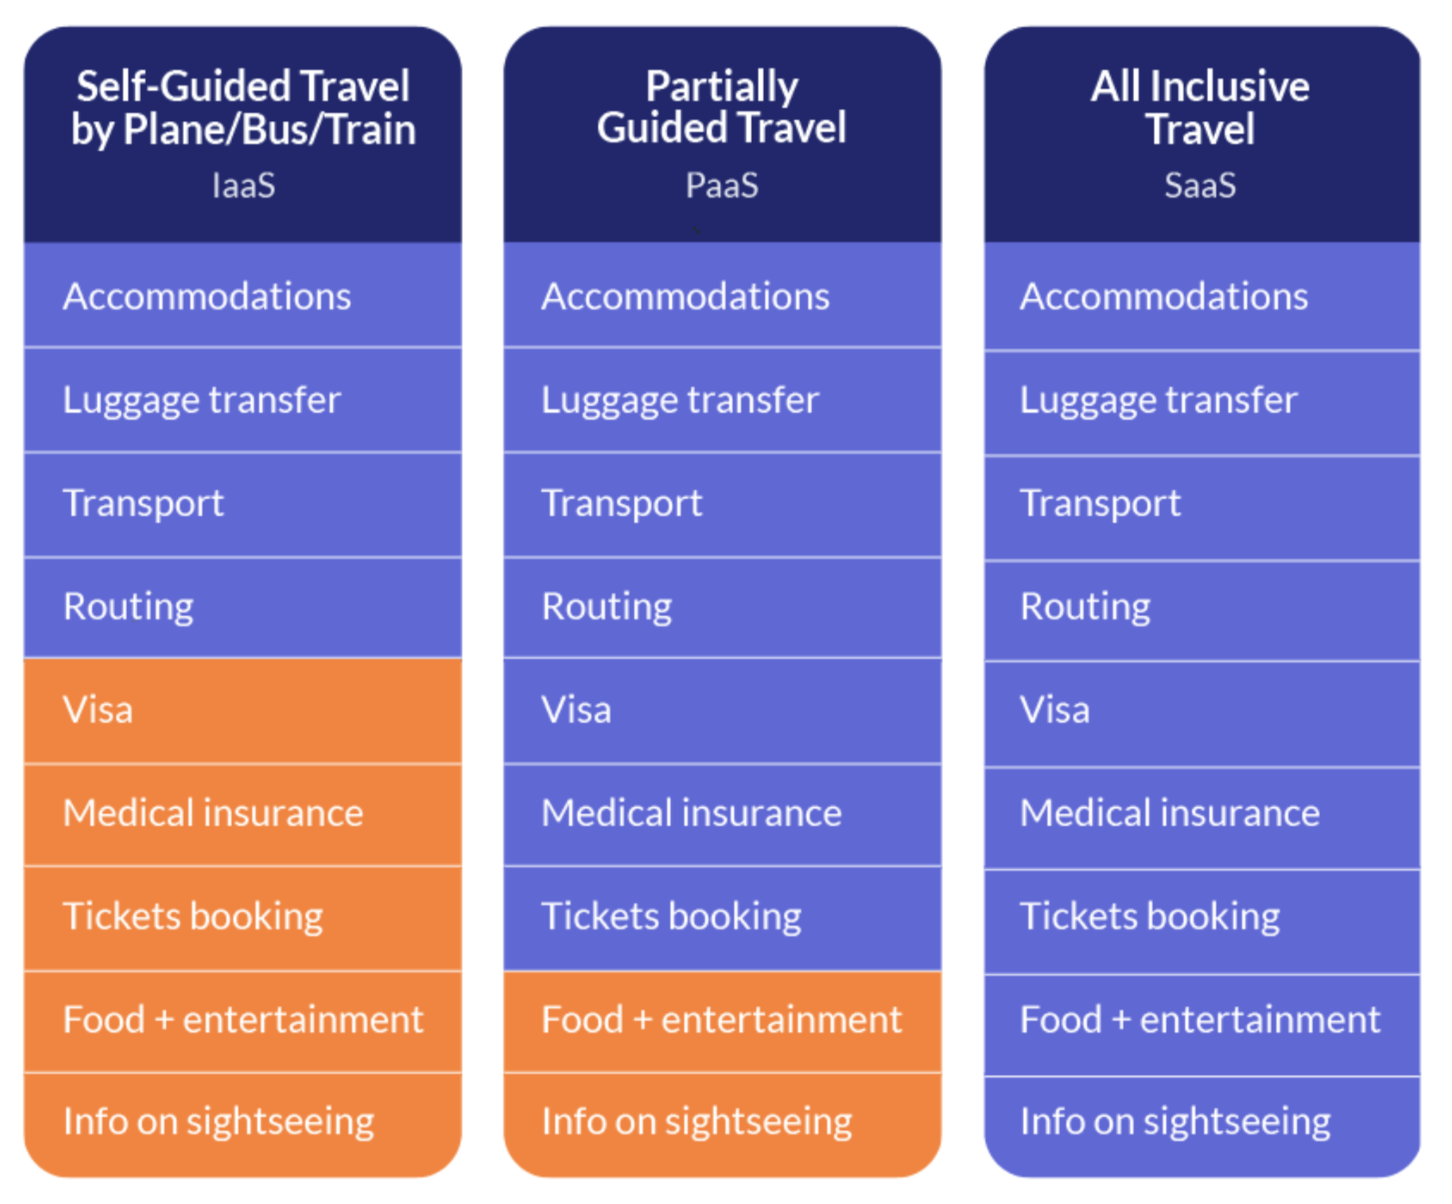 Self-Guided Travel
by Plane/Bus/Train
IaaS
Accommodations
Luggage transfer
Transport
Routing
Visa
Medical insurance
Tickets booking
Food + entertainment
Info on sightseeing
Partially
Guided Travel
PaaS
Accommodations
Luggage transfer
Transport
Routing
Visa
Medical insurance
Tickets booking
Food + entertainment
Info on sightseeing
All Inclusive
Travel
SaaS
Accommodations
Luggage transfer
Transport
Routing
Visa
Medical insurance
Tickets booking
Food + entertainment
Info on sightseeing